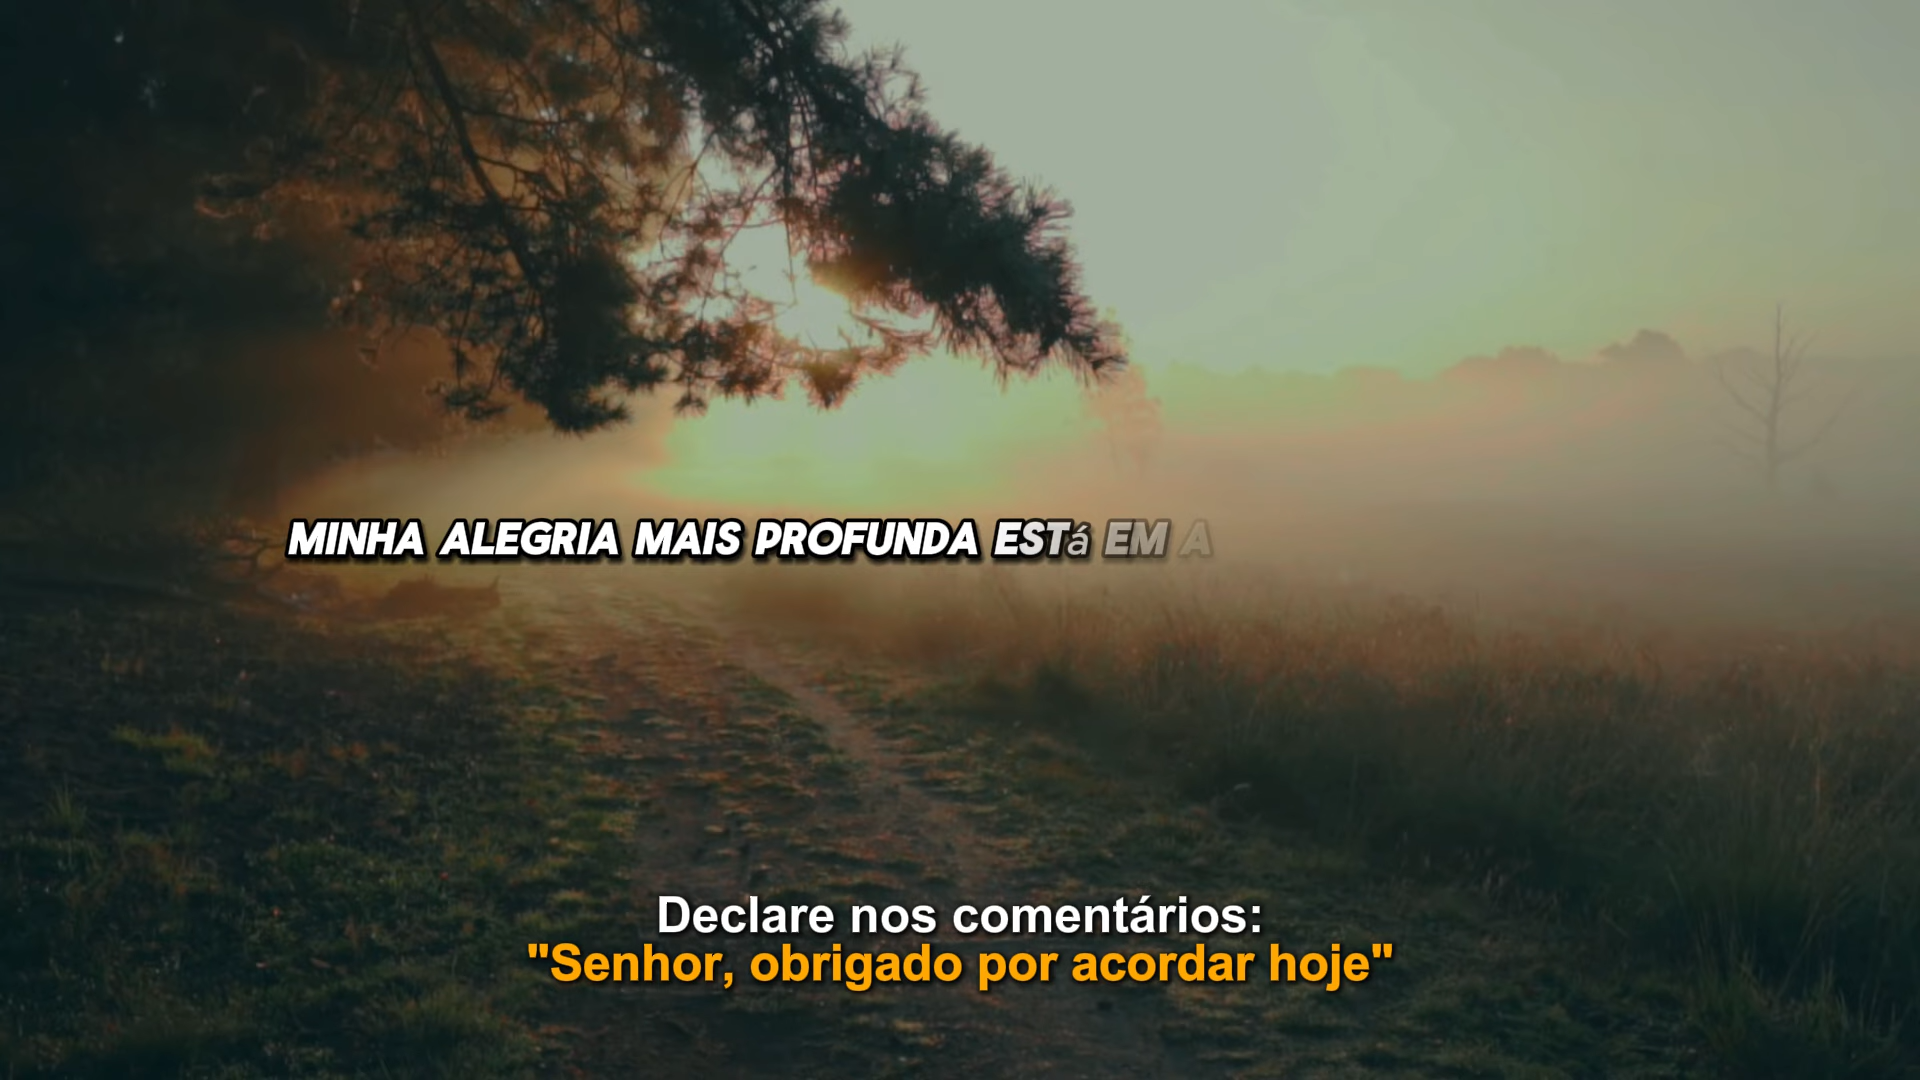 MINHA ALEGRIA MAIS PROFUNDA ESTá EM A
Declare nos comentários:
"Senhor, obrigado por acordar hoje"